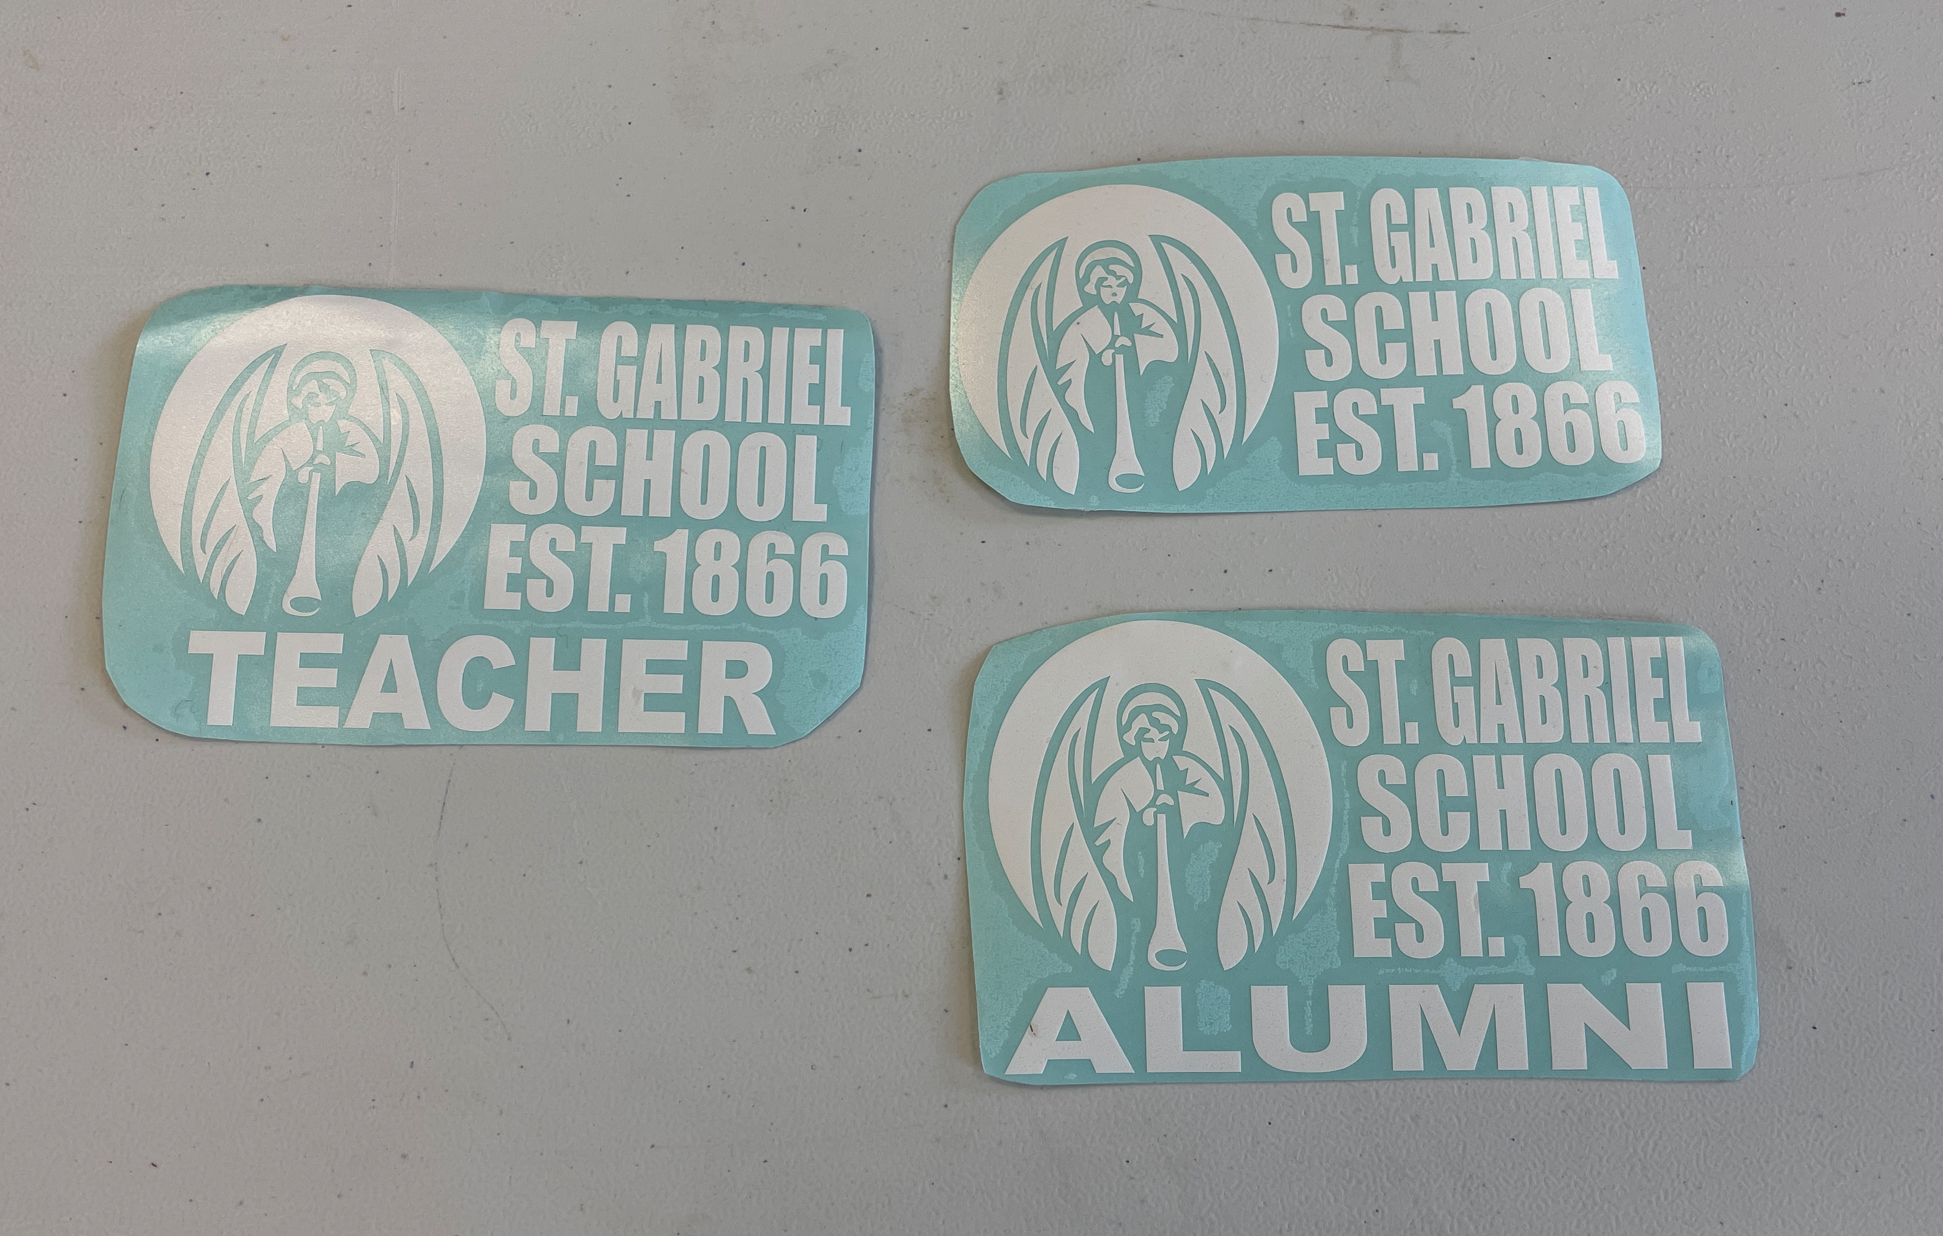 ST. GABRIEL
SCHOOL
EST. 1866
TEACHER
ST. GABRIEL
SCHOOL
EST. 1866
ST. GABRIEL
SCHOOL
EST. 1866
ALUMNI